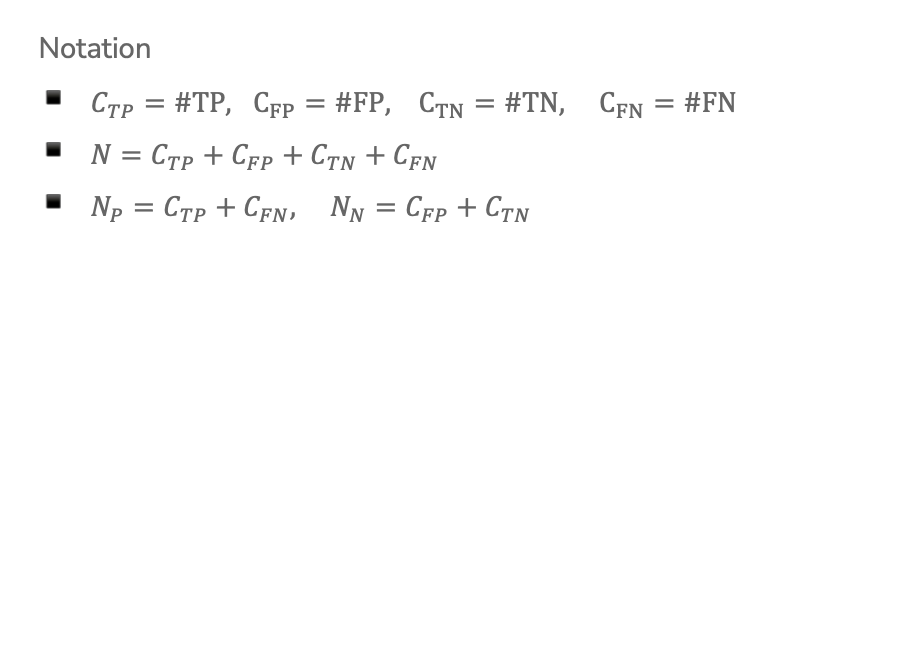 Notation
▪ C_TP = #TP, C_FP = #FP, C_TN = #TN, C_FN = #FN
▪ N = C_TP + C_FP + C_TN + C_FN
▪ N_P = C_TP + C_FN, N_N = C_FP + C_TN